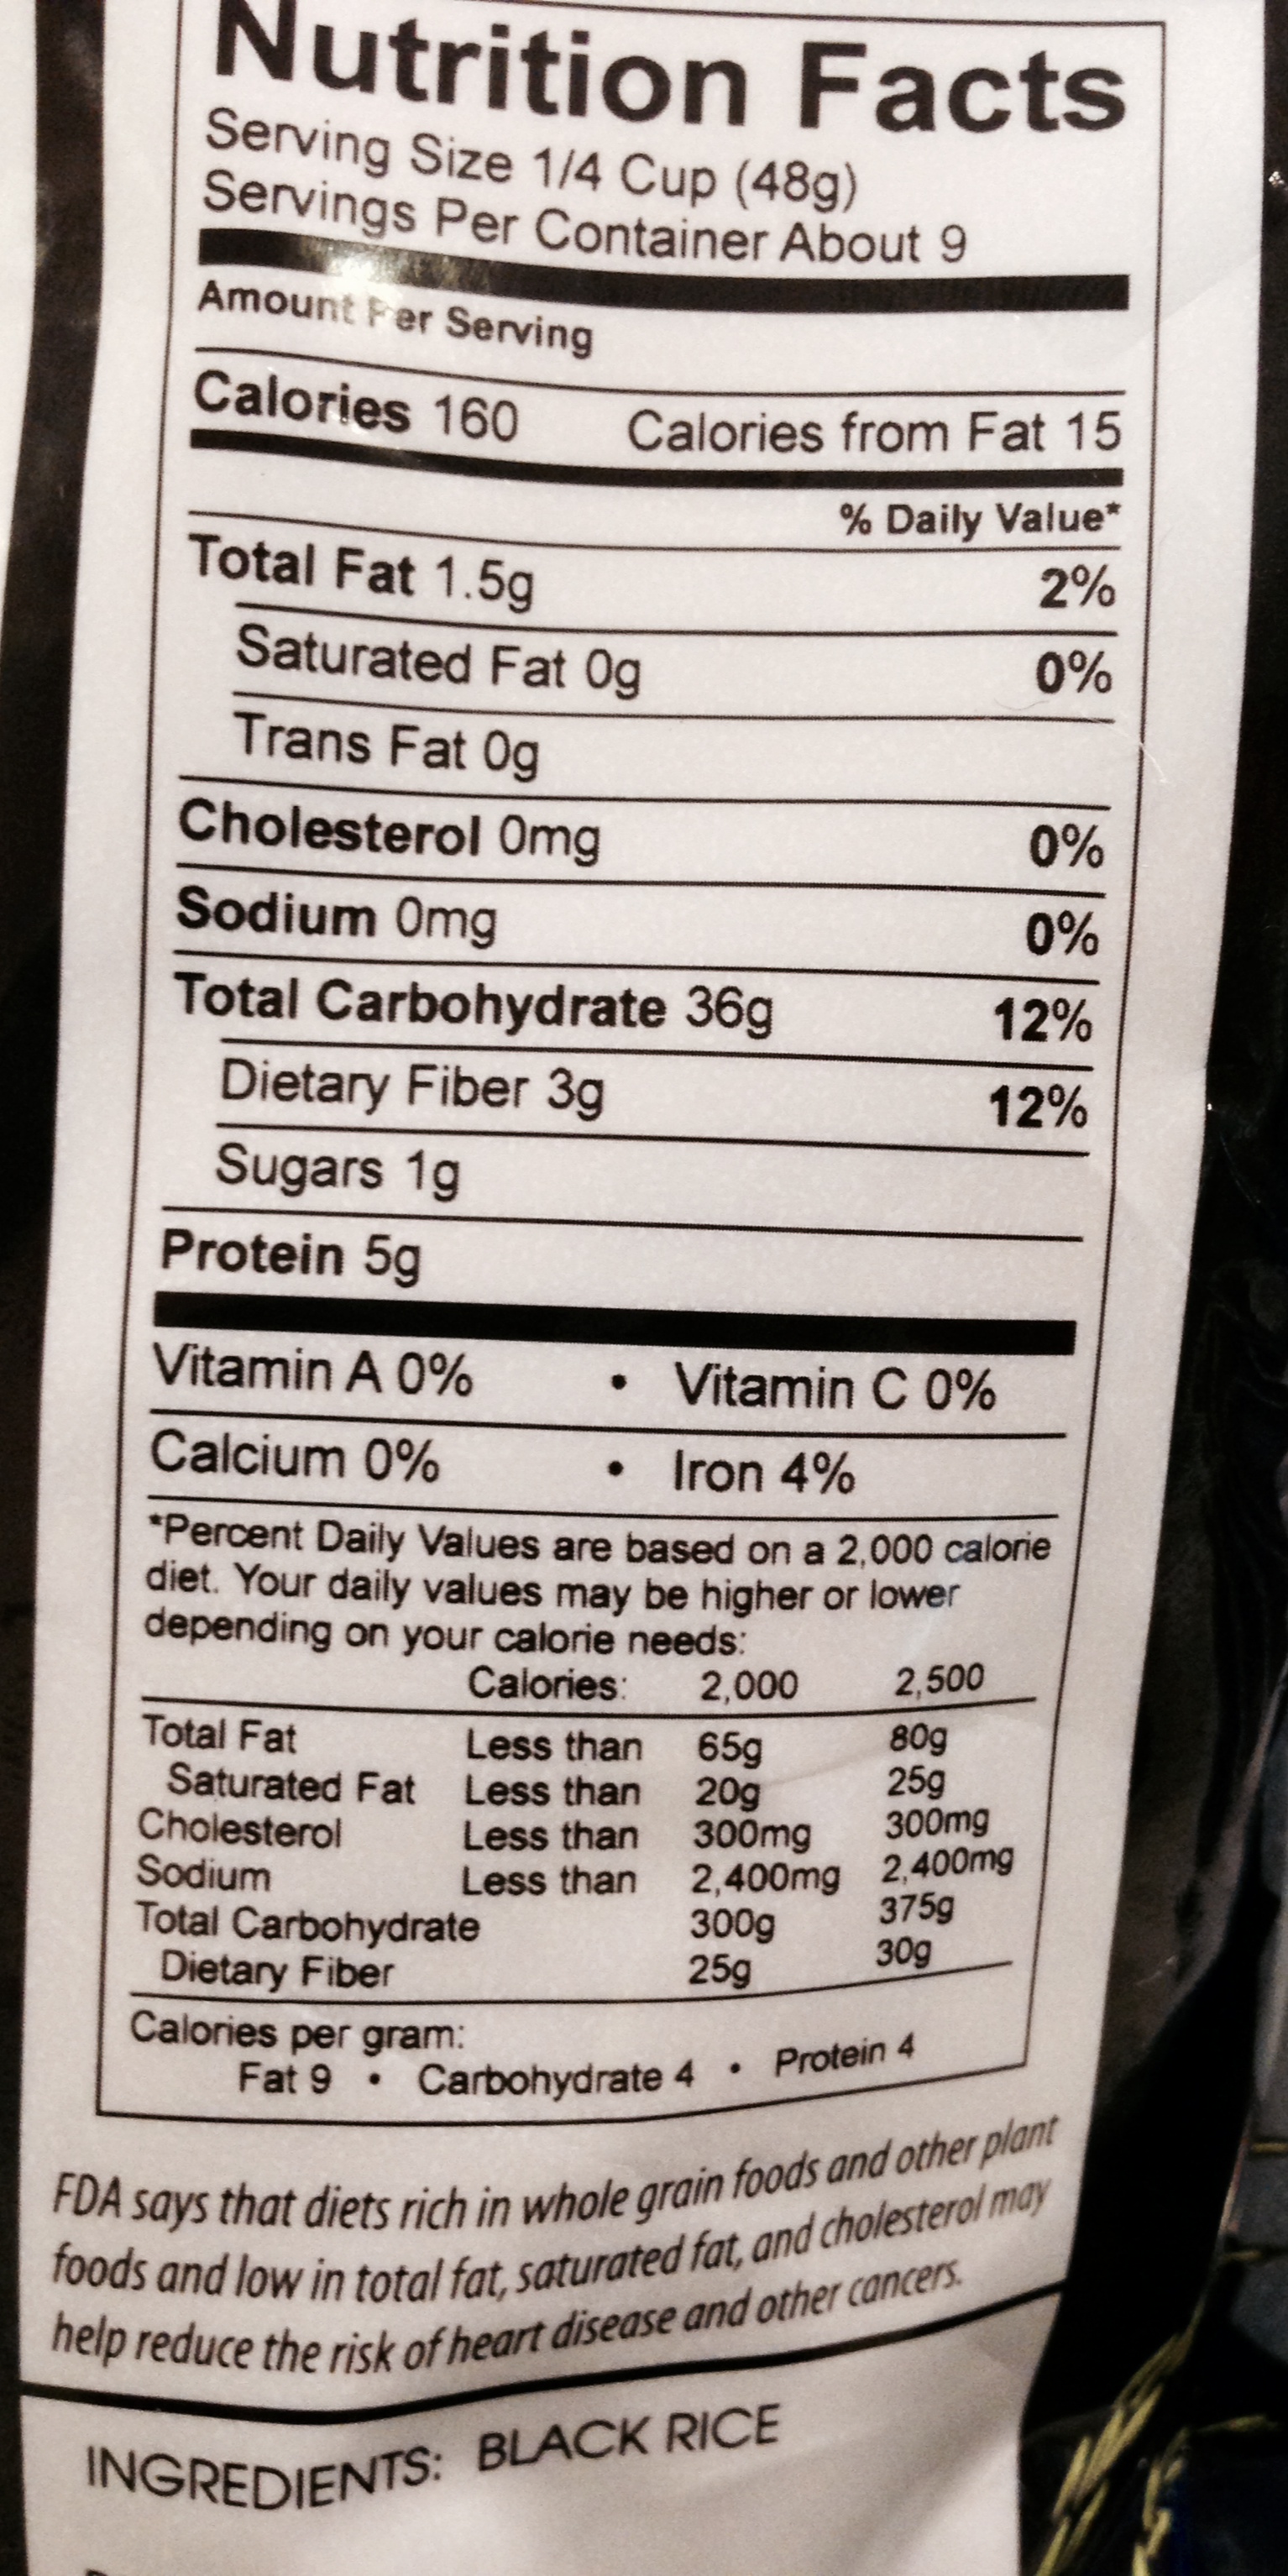 Nutrition Facts
Serving Size 1/4 Cup (48g)
Servings Per Container About 9
Amount Per Serving
Calories 160 Calories from Fat 15
% Daily Value*
Total Fat 1.5g 2%
Saturated Fat 0g 0%
Trans Fat 0g
Cholesterol 0mg 0%
Sodium 0mg 0%
Total Carbohydrate 36g 12%
Dietary Fiber 3g 12%
Sugars 1g
Protein 5g
Vitamin A 0% • Vitamin C 0%
Calcium 0% • Iron 4%
*Percent Daily Values are based on a 2,000 calorie
diet. Your daily values may be higher or lower
depending on your calorie needs:
Calories: 2,000 2,500
Total Fat Less than 65g 80g
Saturated Fat Less than 20g 25g
Cholesterol Less than 300mg 300mg
Sodium Less than 2,400mg 2,400mg
Total Carbohydrate 300g 375g
Dietary Fiber 25g 30g
Calories per gram:
Fat 9 • Carbohydrate 4 • Protein 4
FDA says that diets rich in whole grain foods and other plant
foods and low in total fat, saturated fat, and cholesterol may
help reduce the risk of heart disease and other cancers.
INGREDIENTS: BLACK RICE